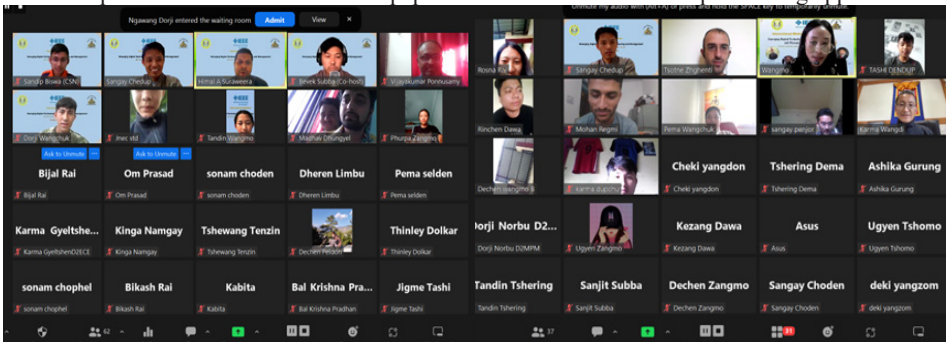 Ngawang Dorji entered the waiting room Admit View ×
Unmute my audio with (Alt+A) or press and hold the SPACE key to temporarily unmute.
Sandip Biswa (CSN)
Sangay Chedup
Himal A Suraweera
Bevek Subba (Co-host)
Vijayakumar Ponnusamy
Dorji Wangchuk
Jnec std
Tandin Wangmo
Madhav Dhungyel
Phurpa Zangmo
Ask to Unmute ... Ask to Unmute ...
Bijal Rai Om Prasad sonam choden Dheren Limbu Pema selden
Bijal Rai Om Prasad sonam choden Dheren Limbu Pema selden
Karma Gyeltshe... Kinga Namgay Tshewang Tenzin Thinley Dolkar
Karma GyeltshenD2ECE Kinga Namgay Tshewang Tenzin Dechen Peldon Thinley Dolkar
sonam chophel Bikash Rai Kabita Bal Krishna Pra... Jigme Tashi
sonam chophel Bikash Rai Kabita Bal Krishna Pradhan Jigme Tashi
62
Sangay Chedup
Tsotne Zhghenti
Wangmo
TASHI DENDUP
Rinchen Dawa
Mohan Regmi
Pema Wangchuk
sangay penjor
Karma Wangdi
Cheki yangdon Tshering Dema Ashika Gurung
Dechen wangmo karma dupchu Cheki yangdon Tshering Dema Ashika Gurung
Dorji Norbu D2... Kezang Dawa Asus Ugyen Tshomo
Dorji Norbu D2MPM Ugyen Zangmo Kezang Dawa Asus Ugyen Tshomo
Tandin Tshering Sanjit Subba Dechen Zangmo Sangay Choden deki yangzom
Tandin Tshering Sanjit Subba Dechen Zangmo Sangay Choden deki yangzom
37
31